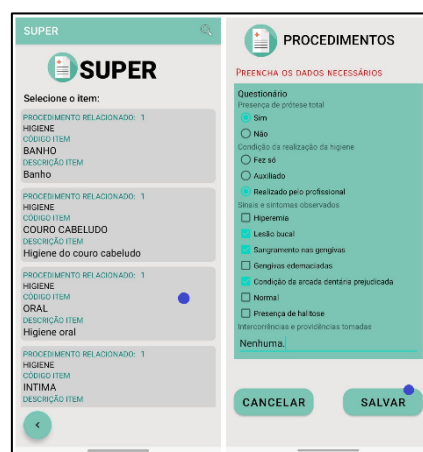 SUPER
SUPER
Selecione o item:
PROCEDIMENTO RELACIONADO: 1
HIGIENE
CÓDIGO ITEM
BANHO
DESCRIÇÃO ITEM
Banho
PROCEDIMENTO RELACIONADO: 1
HIGIENE
CÓDIGO ITEM
COURO CABELUDO
DESCRIÇÃO ITEM
Higiene do couro cabeludo
PROCEDIMENTO RELACIONADO: 1
HIGIENE
CÓDIGO ITEM
ORAL
DESCRIÇÃO ITEM
Higiene oral
PROCEDIMENTO RELACIONADO: 1
HIGIENE
CÓDIGO ITEM
INTIMA
DESCRIÇÃO ITEM
PROCEDIMENTOS
PREENCHA OS DADOS NECESSÁRIOS
Questionário
Presença de prótese total
Sim
Não
Condição da realização da higiene
Fez só
Auxiliado
Realizado pelo profissional
Sinais e sintomas observados
Hiperemia
Lesão bucal
Sangramento nas gengivas
Gengivas edemaciadas
Condição da arcada dentária prejudicada
Normal
Presença de halitose
Intercorrências e providências tomadas
Nenhuma.
CANCELAR
SALVAR